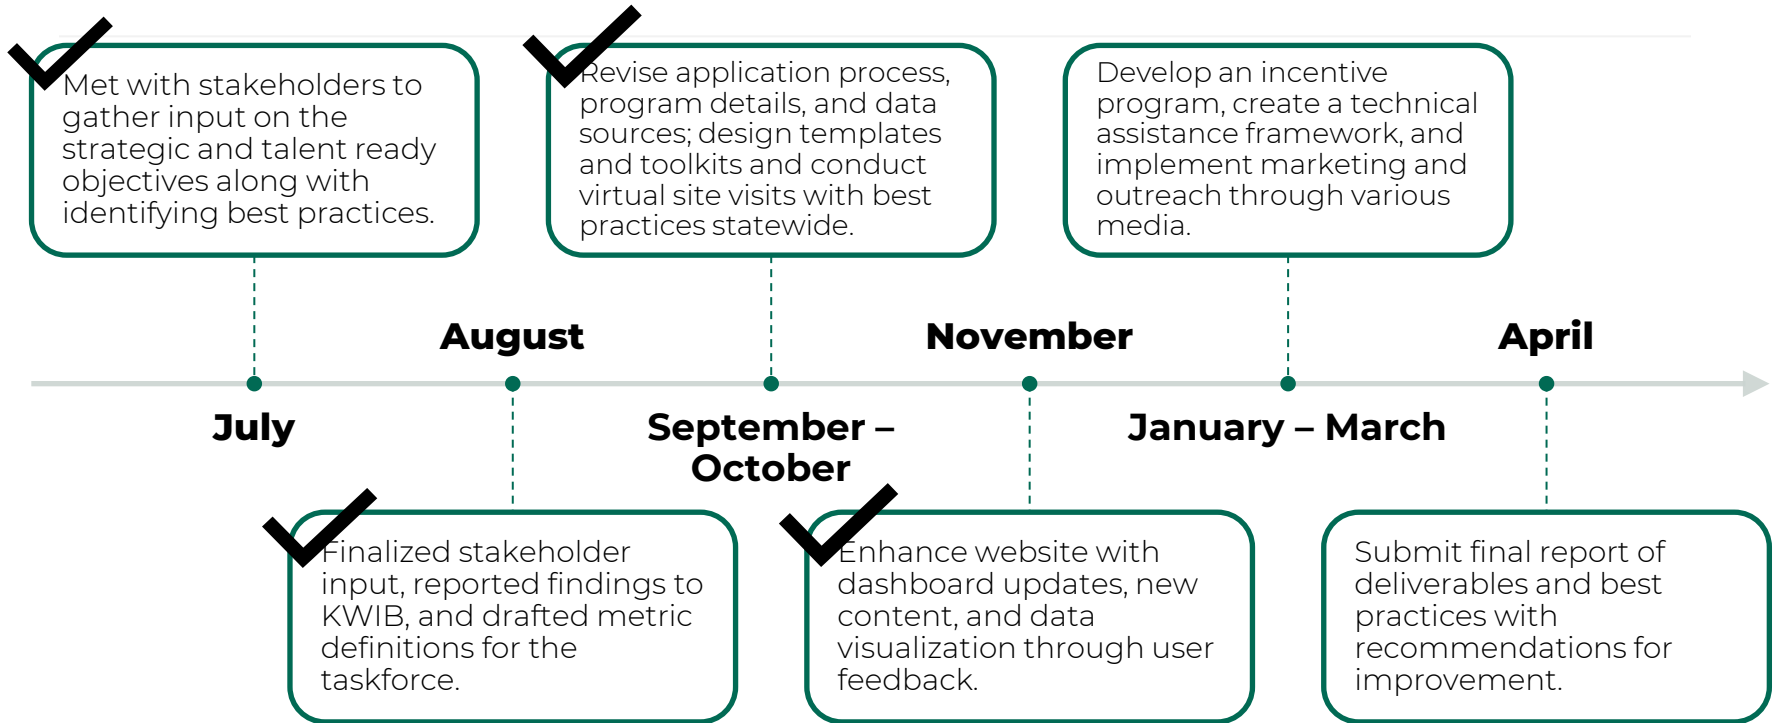 Met with stakeholders to
gather input on the
strategic and talent ready
objectives along with
identifying best practices.
Revise application process,
program details, and data
sources; design templates
and toolkits and conduct
virtual site visits with best
practices statewide.
Develop an incentive
program, create a technical
assistance framework, and
implement marketing and
outreach through various
media.
August
November
April
July
September –
October
January – March
Finalized stakeholder
input, reported findings to
KWIB, and drafted metric
definitions for the
taskforce.
Enhance website with
dashboard updates, new
content, and data
visualization through user
feedback.
Submit final report of
deliverables and best
practices with
recommendations for
improvement.